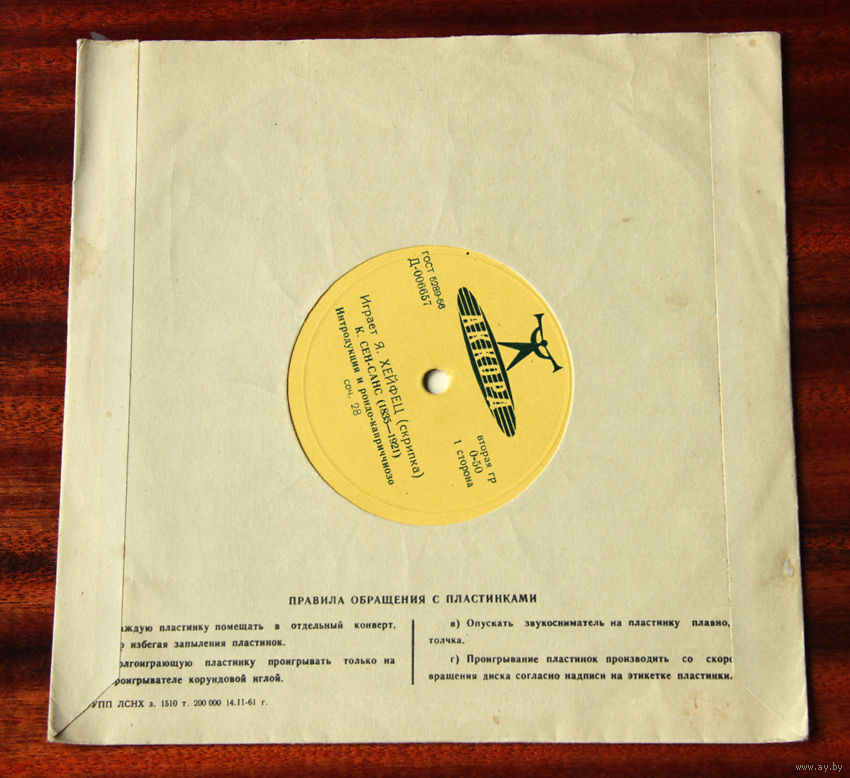 ГОСТ 5289-56
Д-006657
АККОРД
вторая гр
0-50
1 сторона
Играет Я. ХЕЙФЕЦ (скрипка)
К. СЕН-САНС (1835—1921)
Интродукция и рондо-каприччиозо
соч. 28
ПРАВИЛА ОБРАЩЕНИЯ С ПЛАСТИНКАМИ
аждую пластинку помещать в отдельный конверт,
о избегая запыления пластинок.
олгоиграющую пластинку проигрывать только на
роигрывателе корундовой иглой.
в) Опускать звукосниматель на пластинку плавно,
толчка.
г) Проигрывание пластинок производить со скорс
вращения диска согласно надписи на этикетке пластинки.
УПП ЛСНХ з. 1510 т. 200 000 14.II-61 г.
www.ay.by